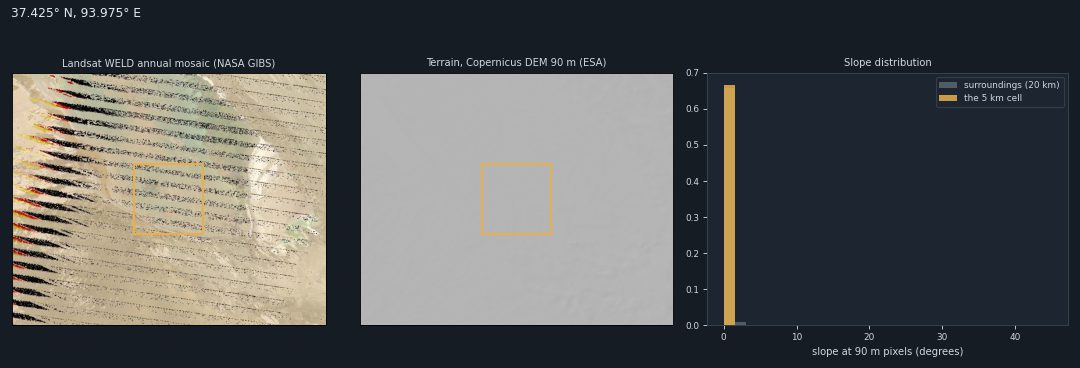 37.425° N, 93.975° E
Landsat WELD annual mosaic (NASA GIBS)
Terrain, Copernicus DEM 90 m (ESA)
Slope distribution
surroundings (20 km)
the 5 km cell
0.7
0.6
0.5
0.4
0.3
0.2
0.1
0.0
0 10 20 30 40
slope at 90 m pixels (degrees)